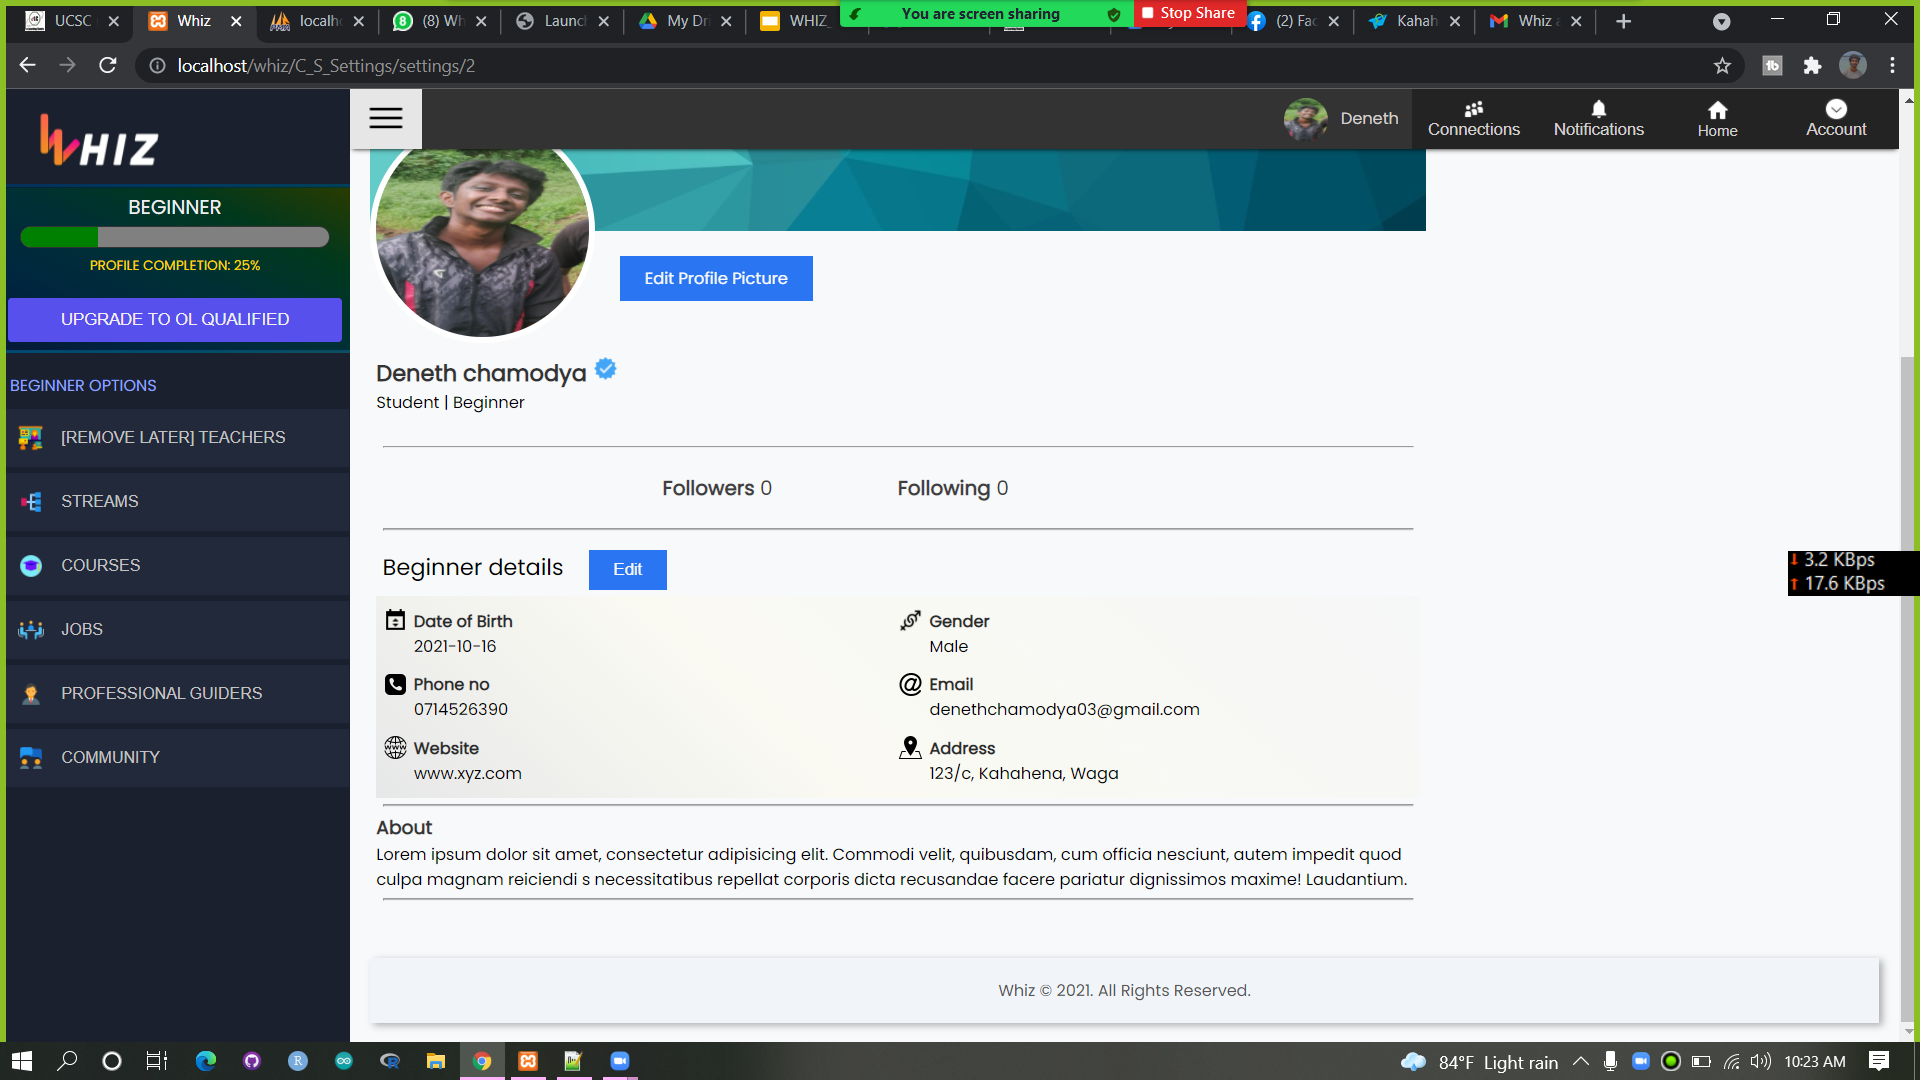 UCSC
Whiz
localh
(8) Wh
Launc
My Dr
WHIZ_
You are screen sharing
Stop Share
(2) Fac
Kahah
Whiz a
localhost/whiz/C_S_Settings/settings/2
WHIZ
Deneth
Connections
Notifications
Home
Account
BEGINNER
PROFILE COMPLETION: 25%
UPGRADE TO OL QUALIFIED
BEGINNER OPTIONS
[REMOVE LATER] TEACHERS
STREAMS
COURSES
JOBS
PROFESSIONAL GUIDERS
COMMUNITY
Edit Profile Picture
Deneth chamodya
Student | Beginner
Followers 0
Following 0
Beginner details
Edit
Date of Birth
2021-10-16
Gender
Male
Phone no
0714526390
Email
denethchamodya03@gmail.com
Website
www.xyz.com
Address
123/c, Kahahena, Waga
About
Lorem ipsum dolor sit amet, consectetur adipisicing elit. Commodi velit, quibusdam, cum officia nesciunt, autem impedit quod
culpa magnam reiciendi s necessitatibus repellat corporis dicta recusandae facere pariatur dignissimos maxime! Laudantium.
Whiz © 2021. All Rights Reserved.
3.2 KBps
17.6 KBps
84°F Light rain
10:23 AM